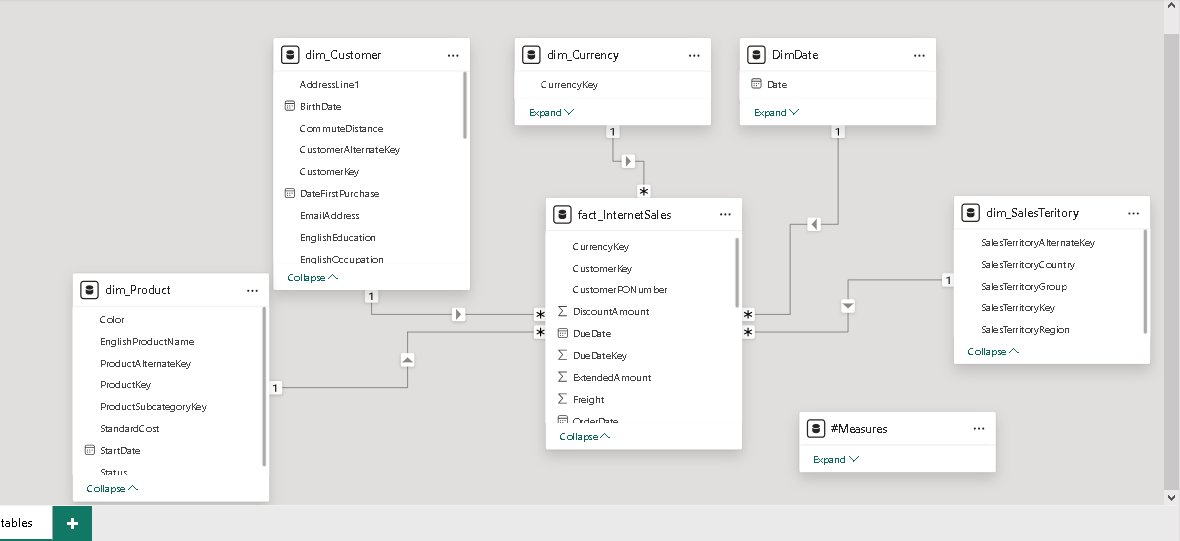 dim_Customer
AddressLine1
BirthDate
CommuteDistance
CustomerAlternateKey
CustomerKey
DateFirstPurchase
EmailAddress
EnglishEducation
EnglishOccupation
Collapse
dim_Currency
CurrencyKey
Expand
DimDate
Date
Expand
1
1
*
fact_InternetSales
CurrencyKey
CustomerKey
CustomerPONumber
DiscountAmount
DueDate
DueDateKey
ExtendedAmount
Freight
OrderDate
Collapse
dim_SalesTeritory
SalesTerritoryAlternateKey
SalesTerritoryCountry
SalesTerritoryGroup
SalesTerritoryKey
SalesTerritoryRegion
Collapse
1
1
*
*
*
*
1
dim_Product
Color
EnglishProductName
ProductAlternateKey
ProductKey
ProductSubcategoryKey
StandardCost
StartDate
Status
Collapse
#Measures
Expand
tables
+